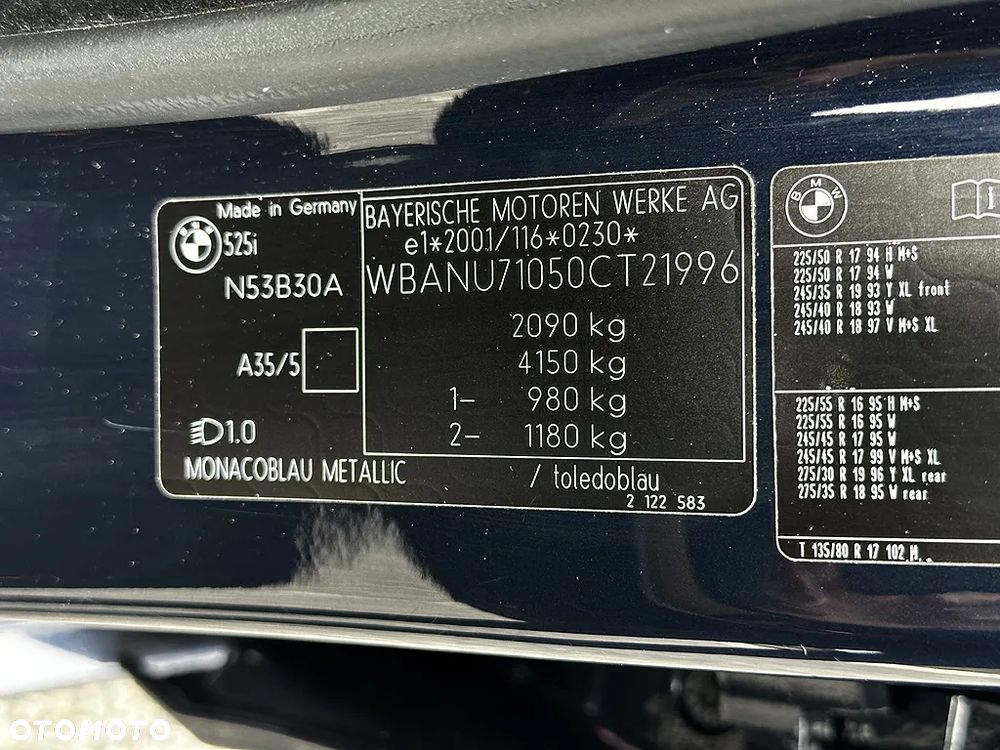 Made in Germany
BMW
525i
N53B30A
A35/5
1.0
MONACOBLAU METALLIC
BAYERISCHE MOTOREN WERKE AG
e1*2001/116*0230*
WBANU71050CT21996
2090 kg
4150 kg
1- 980 kg
2- 1180 kg
/ toledoblau
2 122 583
BMW
225/50 R 17 94 H M+S
225/50 R 17 94 W
245/35 R 19 93 Y XL front
245/40 R 18 93 W
245/40 R 18 97 V M+S XL
225/55 R 16 95 H M+S
225/55 R 16 95 W
245/45 R 17 95 W
245/45 R 17 99 V M+S XL
275/30 R 19 96 Y XL rear
275/35 R 18 95 W rear
T 135/80 R 17 102 M
OTOMOTO